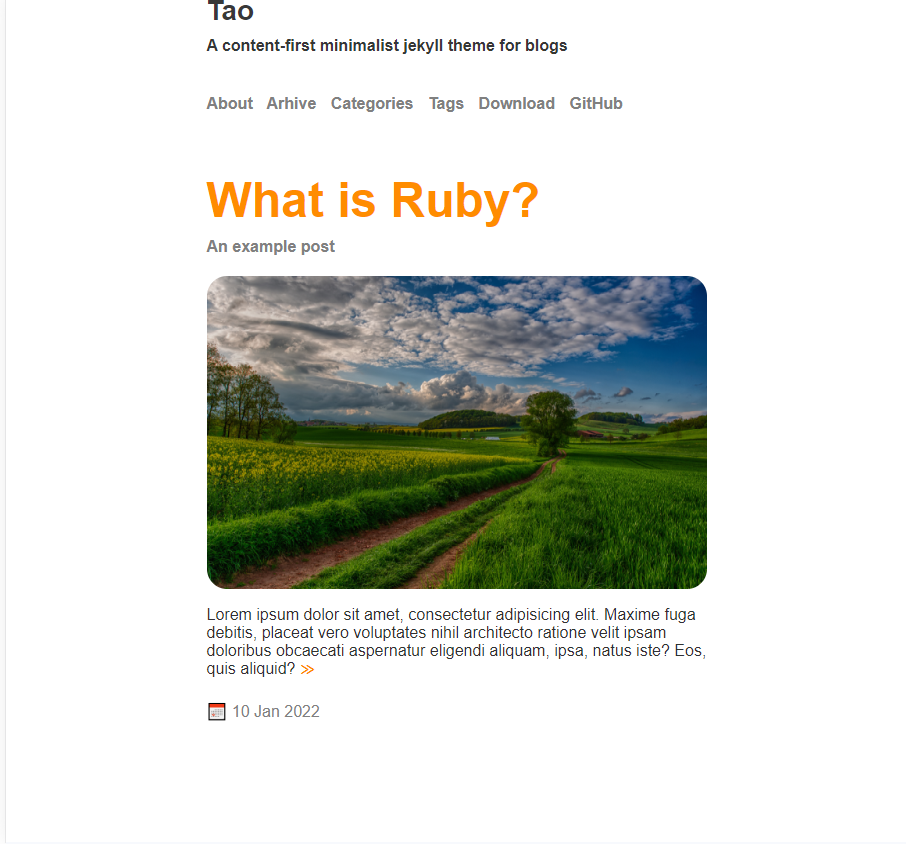 Tao
A content-first minimalist jekyll theme for blogs
About Arhive Categories Tags Download GitHub
What is Ruby?
An example post
Lorem ipsum dolor sit amet, consectetur adipisicing elit. Maxime fuga
debitis, placeat vero voluptates nihil architecto ratione velit ipsam
doloribus obcaecati aspernatur eligendi aliquam, ipsa, natus iste? Eos,
quis aliquid? ≫
10 Jan 2022